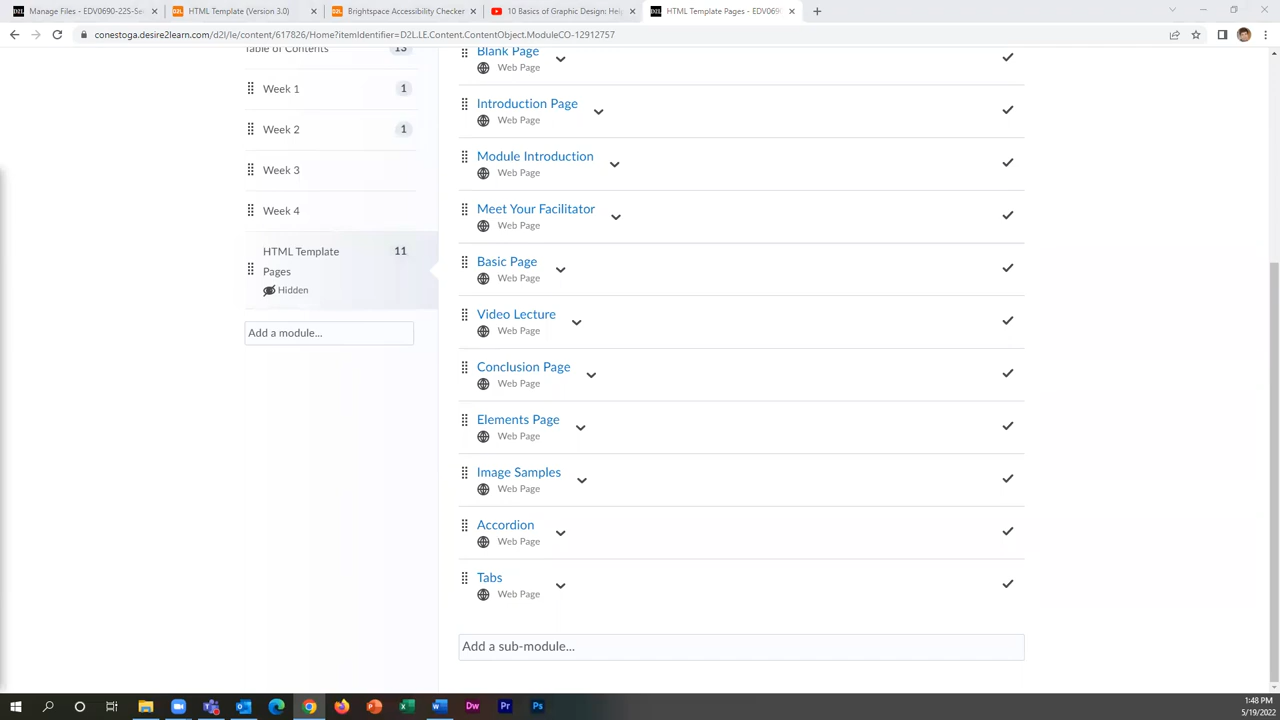 Manage Files - EDV0690-22S-Se
HTML Template (Version 3.0)
Brightspace Accessibility Checker
10 Basics of Graphic Design: Hei
HTML Template Pages - EDV069
conestoga.desire2learn.com/d2l/le/content/617826/Home?itemIdentifier=D2L.LE.Content.ContentObject.ModuleCO-12912757
Table of Contents 13
Week 1 1
Week 2 1
Week 3
Week 4
HTML Template 11
Pages
Hidden
Add a module...
Blank Page
Web Page
Introduction Page
Web Page
Module Introduction
Web Page
Meet Your Facilitator
Web Page
Basic Page
Web Page
Video Lecture
Web Page
Conclusion Page
Web Page
Elements Page
Web Page
Image Samples
Web Page
Accordion
Web Page
Tabs
Web Page
Add a sub-module...
Dw
Pr
Ps
1:48 PM
5/19/2022